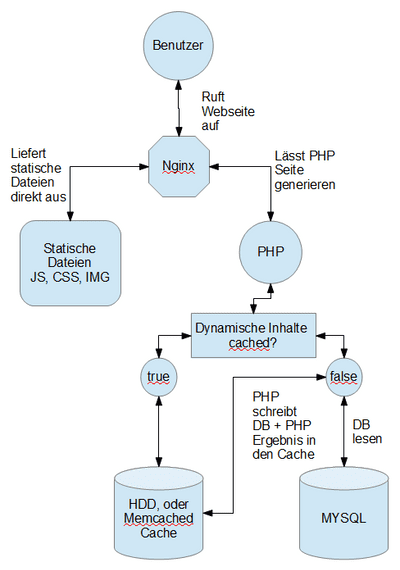 Benutzer
Ruft
Webseite
auf
Liefert
statische
Dateien
direkt aus
Nginx
Lässt PHP
Seite
generieren
Statische
Dateien
JS, CSS, IMG
PHP
Dynamische Inhalte
cached?
true
false
PHP
schreibt
DB + PHP
Ergebnis in
den Cache
DB
lesen
HDD, oder
Memcached
Cache
MYSQL